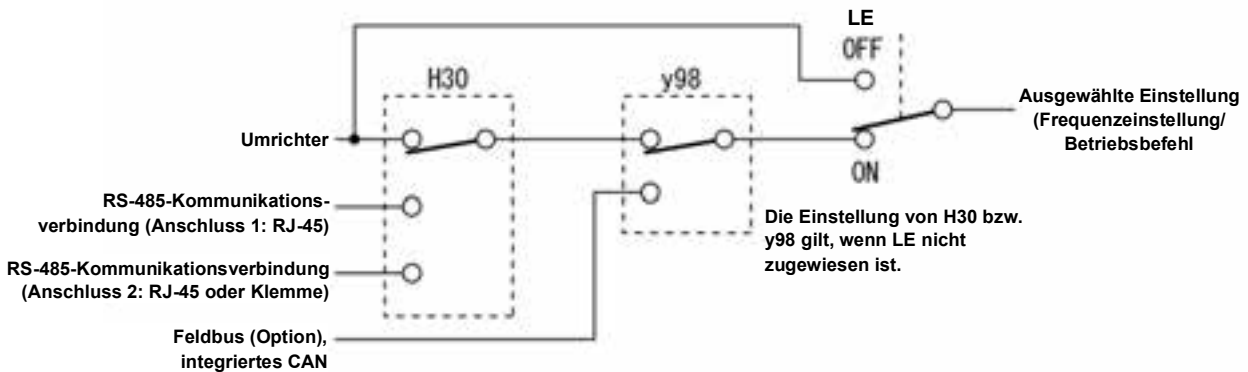 LE
OFF
H30
y98
Ausgewählte Einstellung
(Frequenzeinstellung/
Betriebsbefehl
Umrichter
ON
RS-485-Kommunikations-
verbindung (Anschluss 1: RJ-45)
Die Einstellung von H30 bzw.
y98 gilt, wenn LE nicht
zugewiesen ist.
RS-485-Kommunikationsverbindung
(Anschluss 2: RJ-45 oder Klemme)
Feldbus (Option),
integriertes CAN